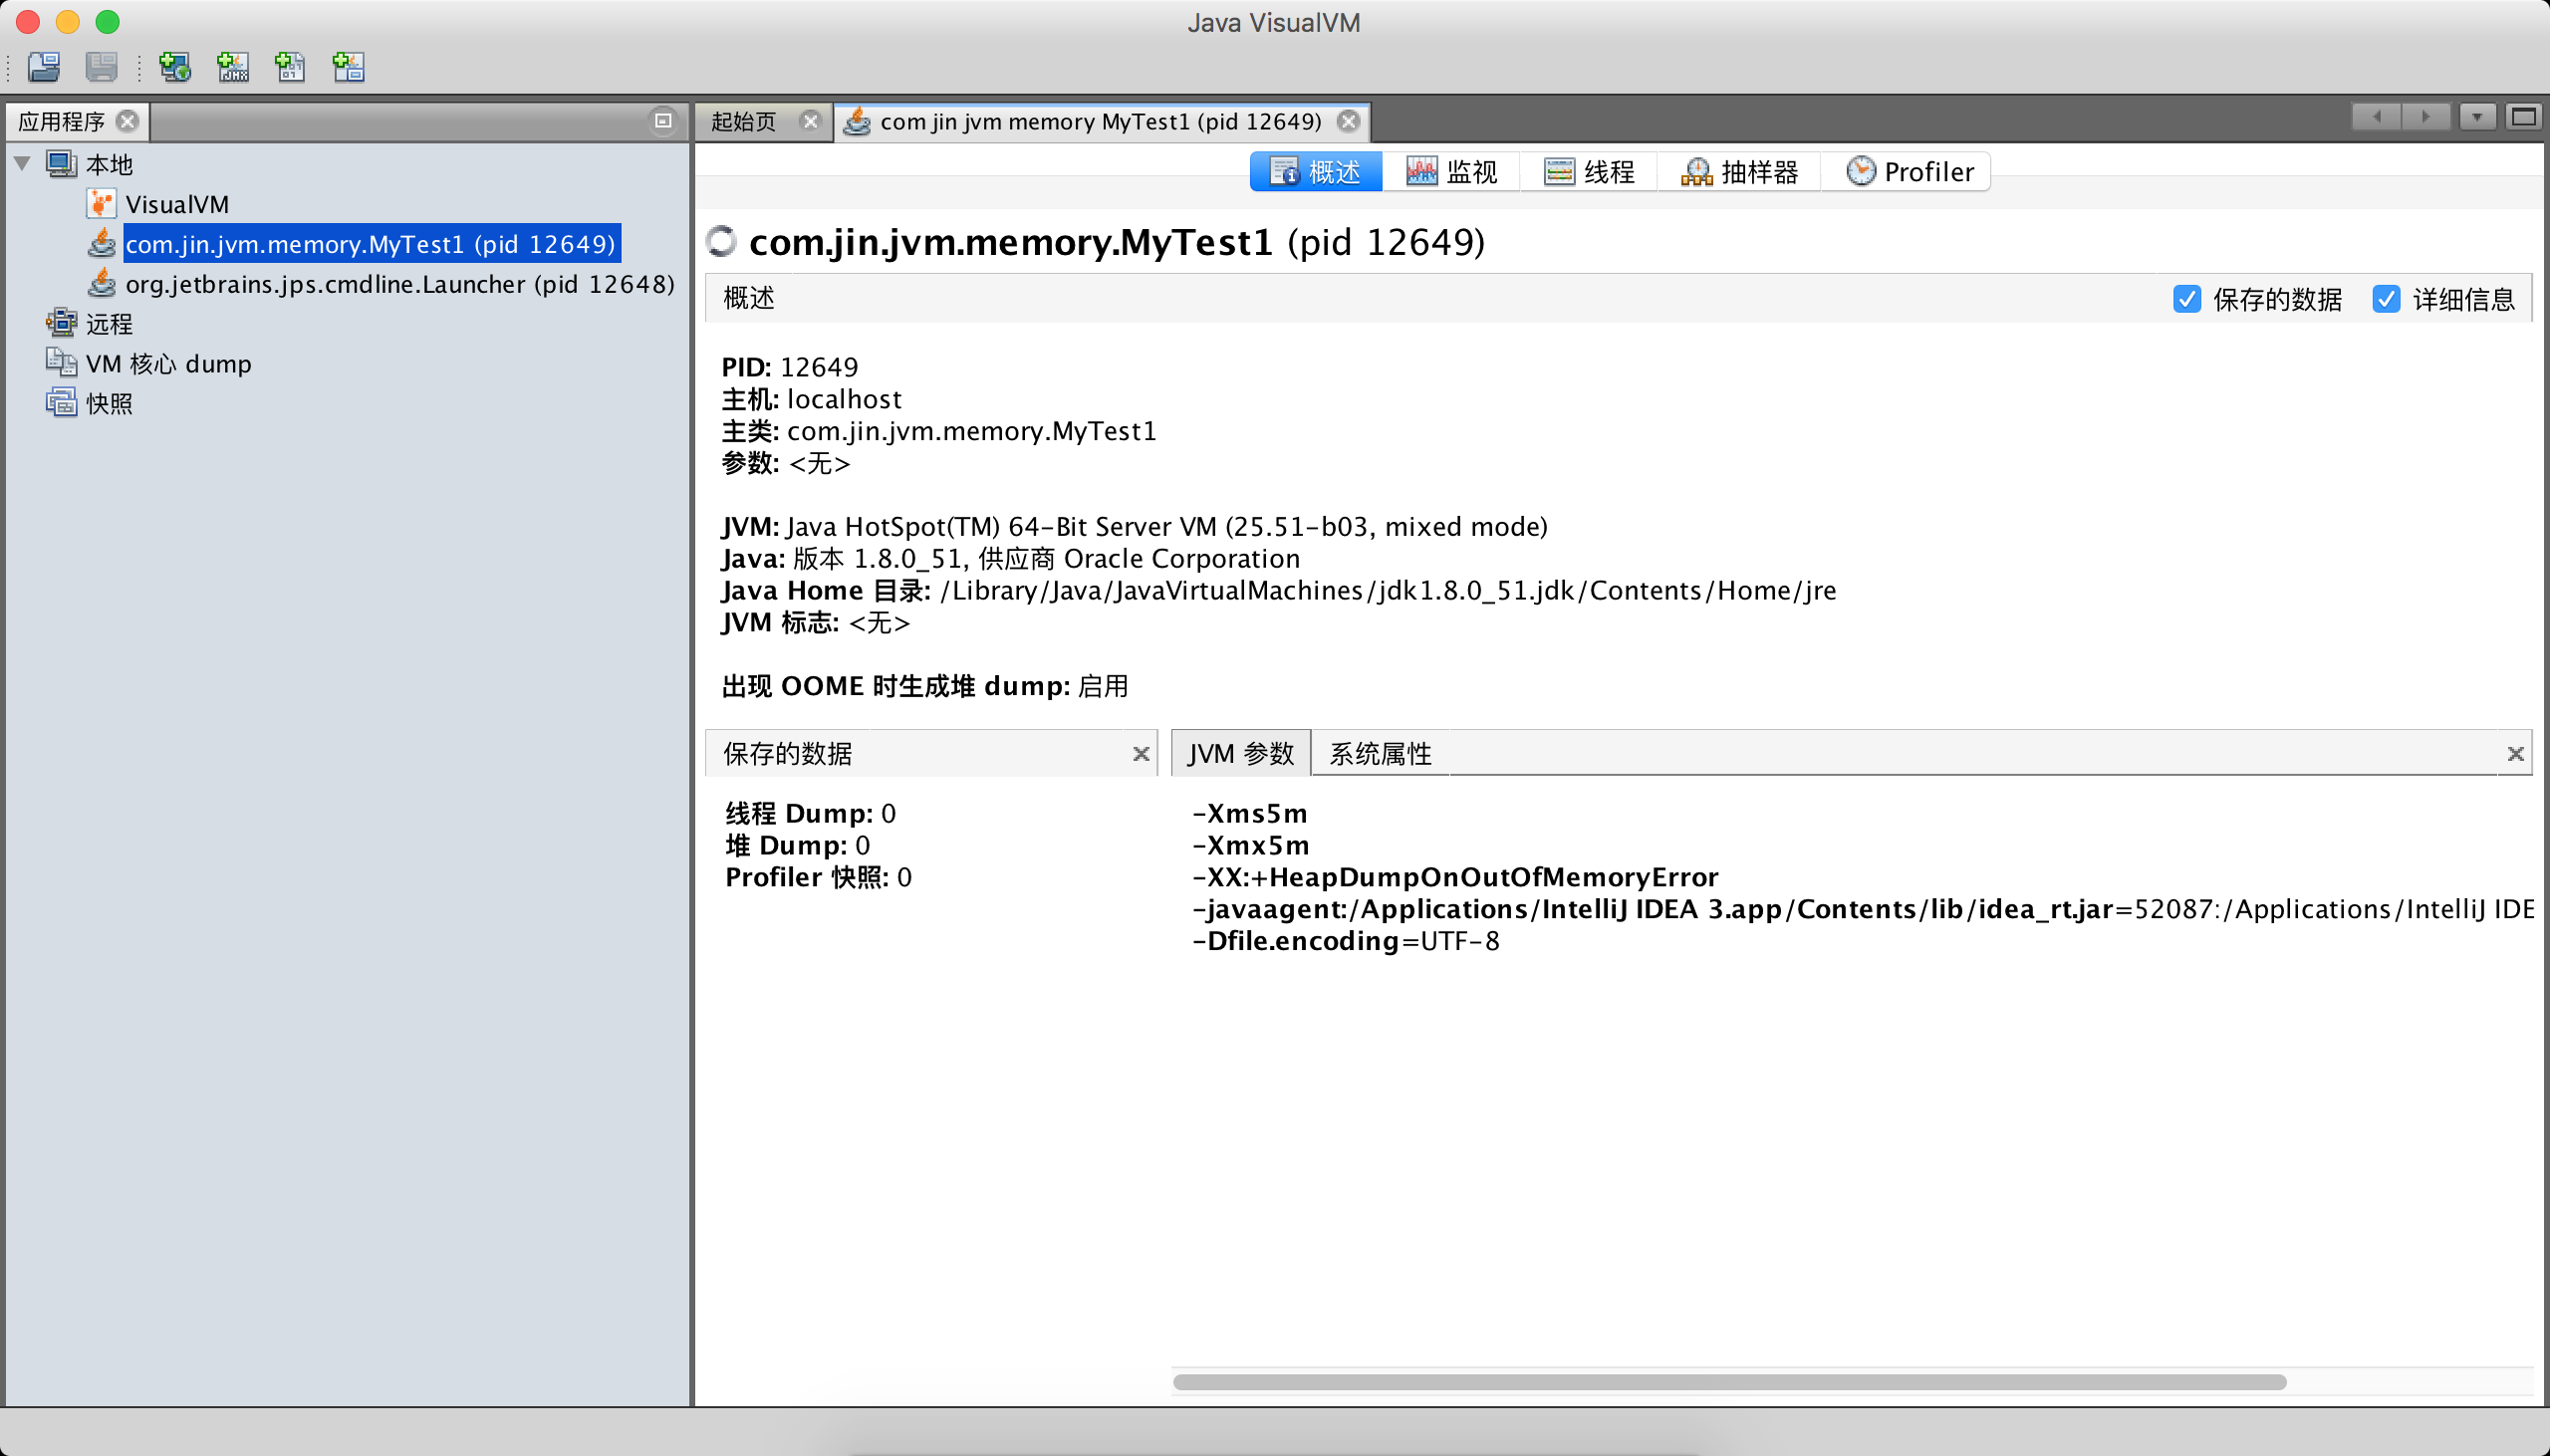 Java VisualVM
应用程序
起始页
com jin jvm memory MyTest1 (pid 12649)
本地
VisualVM
com.jin.jvm.memory.MyTest1 (pid 12649)
org.jetbrains.jps.cmdline.Launcher (pid 12648)
远程
VM 核心 dump
快照
概述
监视
线程
抽样器
Profiler
com.jin.jvm.memory.MyTest1 (pid 12649)
概述
保存的数据
详细信息
PID: 12649
主机: localhost
主类: com.jin.jvm.memory.MyTest1
参数: <无>
JVM: Java HotSpot(TM) 64-Bit Server VM (25.51-b03, mixed mode)
Java: 版本 1.8.0_51, 供应商 Oracle Corporation
Java Home 目录: /Library/Java/JavaVirtualMachines/jdk1.8.0_51.jdk/Contents/Home/jre
JVM 标志: <无>
出现 OOME 时生成堆 dump: 启用
保存的数据
线程 Dump: 0
堆 Dump: 0
Profiler 快照: 0
JVM 参数
系统属性
-Xms5m
-Xmx5m
-XX:+HeapDumpOnOutOfMemoryError
-javaagent:/Applications/IntelliJ IDEA 3.app/Contents/lib/idea_rt.jar=52087:/Applications/IntelliJ IDE
-Dfile.encoding=UTF-8